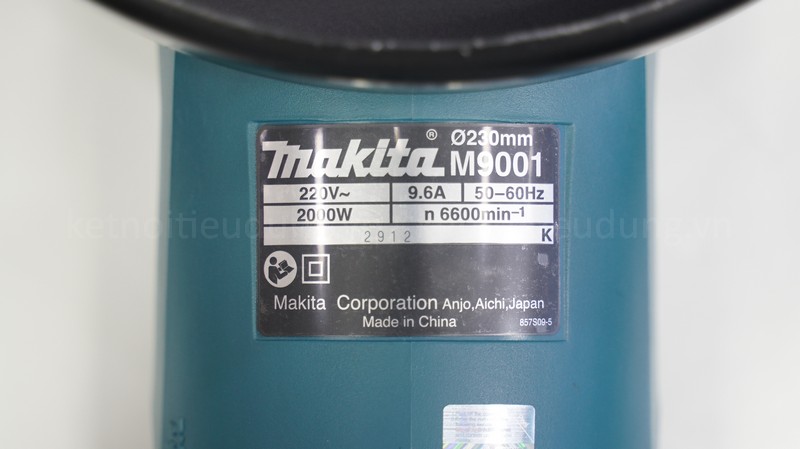 makita® Ø230mm
M9001
220V~ 9.6A 50–60Hz
2000W n 6600min⁻¹
2912 K
Makita Corporation Anjo,Aichi,Japan
Made in China 857S09-5